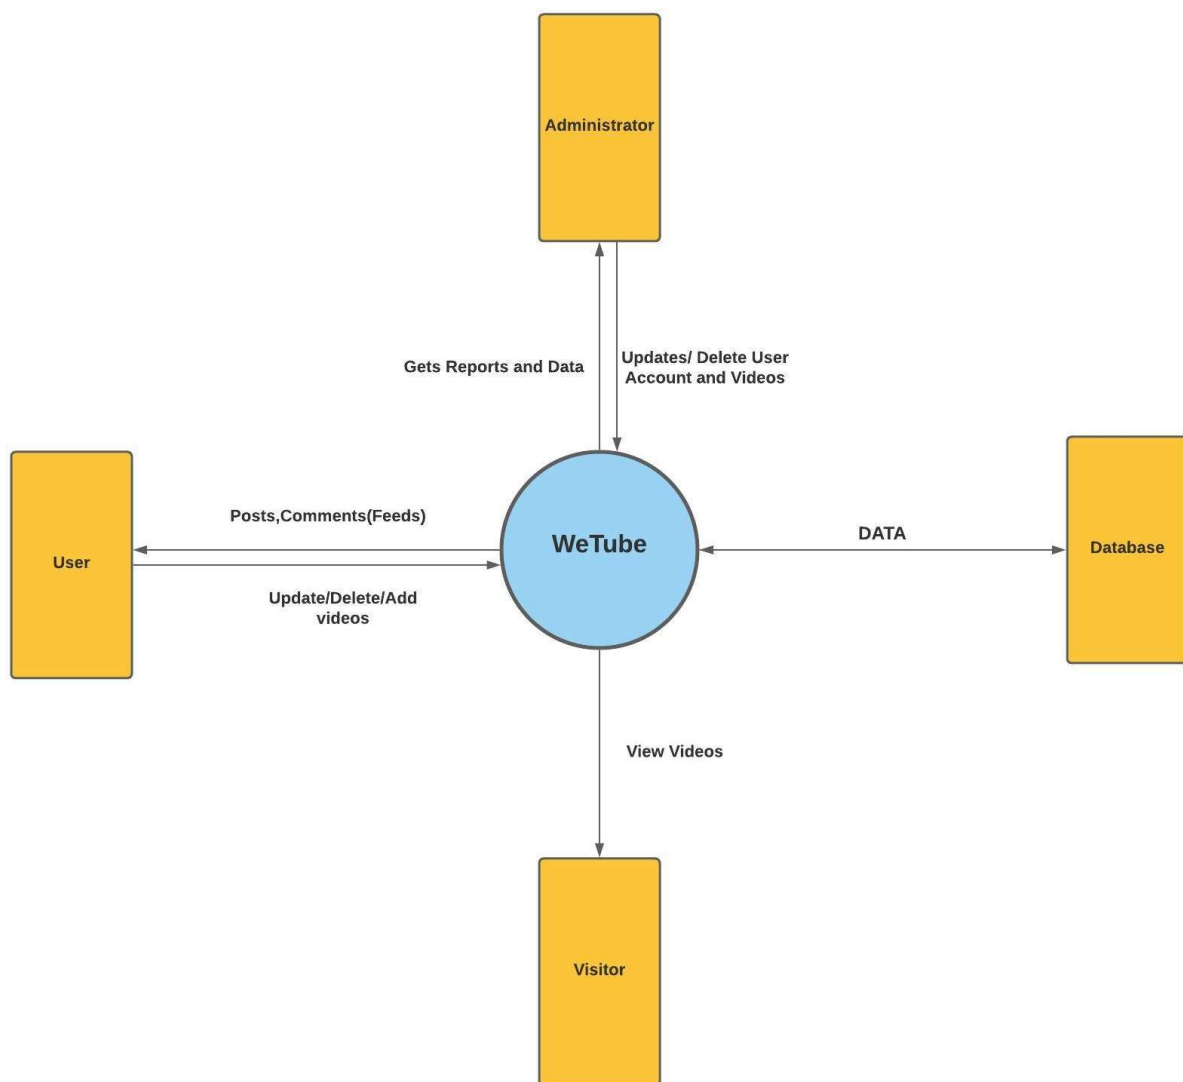 Administrator
Gets Reports and Data
Updates/ Delete User
Account and Videos
Posts,Comments(Feeds)
User
Update/Delete/Add
videos
WeTube
DATA
Database
View Videos
Visitor